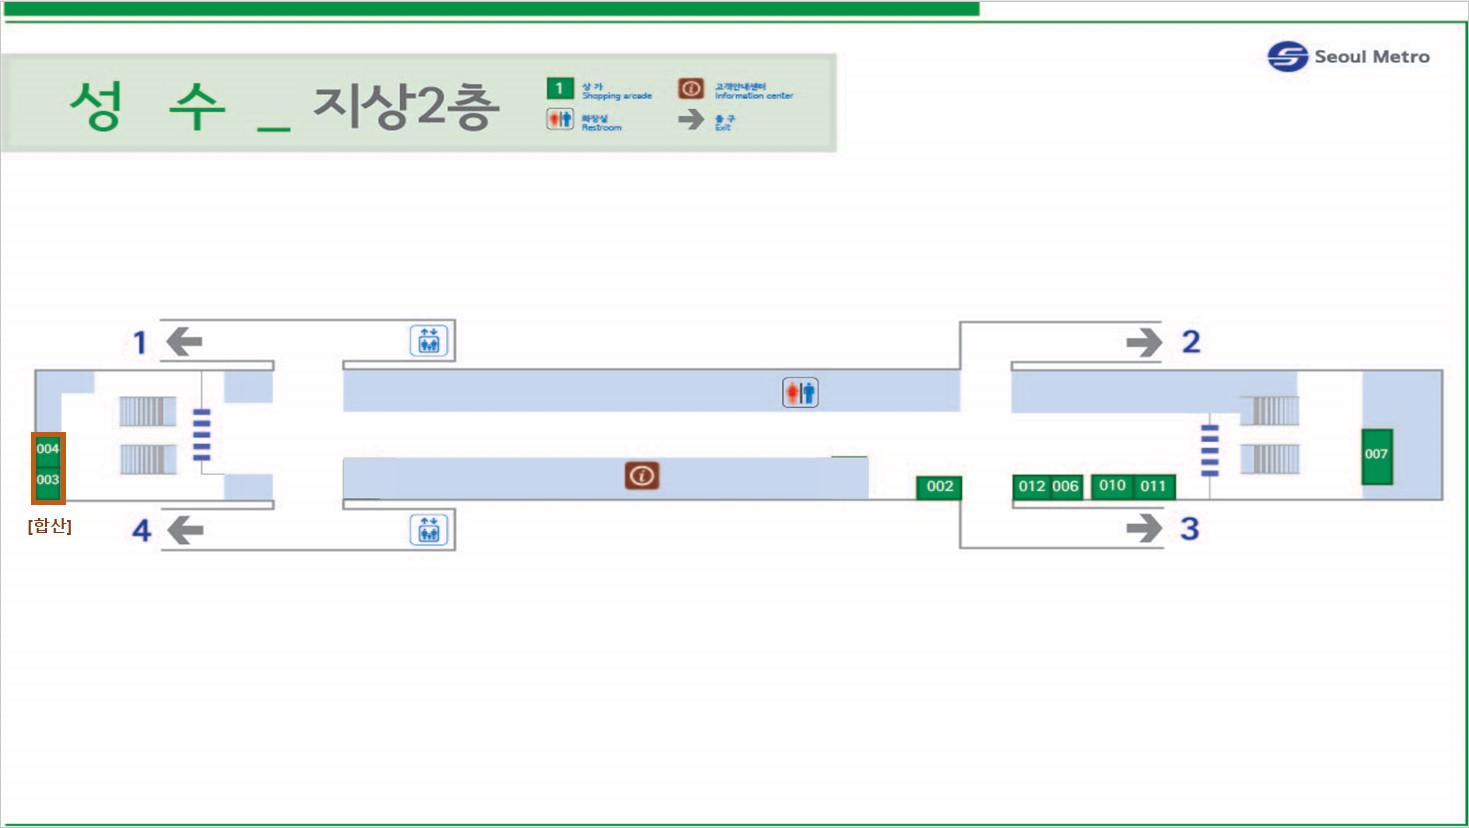 Seoul Metro
성 수 _ 지상2층
1 상 가
Shopping arcade
고객안내센터
Information center
화장실
Restroom
출 구
Exit
1
2
004
003
007
002
012 006
010 011
[합산]
4
3